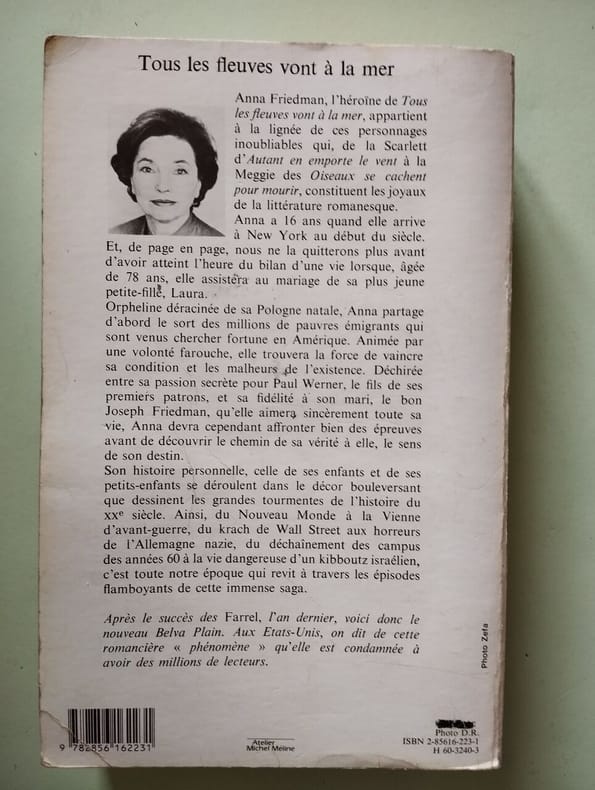 Tous les fleuves vont à la mer
Anna Friedman, l'héroïne de Tous
les fleuves vont à la mer, appartient
à la lignée de ces personnages
inoubliables qui, de la Scarlett
d'Autant en emporte le vent à la
Meggie des Oiseaux se cachent
pour mourir, constituent les joyaux
de la littérature romanesque.
Anna a 16 ans quand elle arrive
à New York au début du siècle.
Et, de page en page, nous ne la quitterons plus avant
d'avoir atteint l'heure du bilan d'une vie lorsque, âgée
de 78 ans, elle assistera au mariage de sa plus jeune
petite-fille, Laura.
Orpheline déracinée de sa Pologne natale, Anna partage
d'abord le sort des millions de pauvres émigrants qui
sont venus chercher fortune en Amérique. Animée par
une volonté farouche, elle trouvera la force de vaincre
sa condition et les malheurs de l'existence. Déchirée
entre sa passion secrète pour Paul Werner, le fils de ses
premiers patrons, et sa fidélité à son mari, le bon
Joseph Friedman, qu'elle aimera sincèrement toute sa
vie, Anna devra cependant affronter bien des épreuves
avant de découvrir le chemin de sa vérité à elle, le sens
de son destin.
Son histoire personnelle, celle de ses enfants et de ses
petits-enfants se déroulent dans le décor bouleversant
que dessinent les grandes tourmentes de l'histoire du
XXe siècle. Ainsi, du Nouveau Monde à la Vienne
d'avant-guerre, du krach de Wall Street aux horreurs
de l'Allemagne nazie, du déchaînement des campus
des années 60 à la vie dangereuse d'un kibboutz israélien,
c'est toute notre époque qui revit à travers les épisodes
flamboyants de cette immense saga.
Après le succès des Farrel, l'an dernier, voici donc le
nouveau Belva Plain. Aux Etats-Unis, on dit de cette
romancière « phénomène » qu'elle est condamnée à
avoir des millions de lecteurs.
Photo Zefa
9 782856 162231
Atelier
Michel Méline
Photo D.R.
ISBN 2-85616-223-1
H 60-3240-3